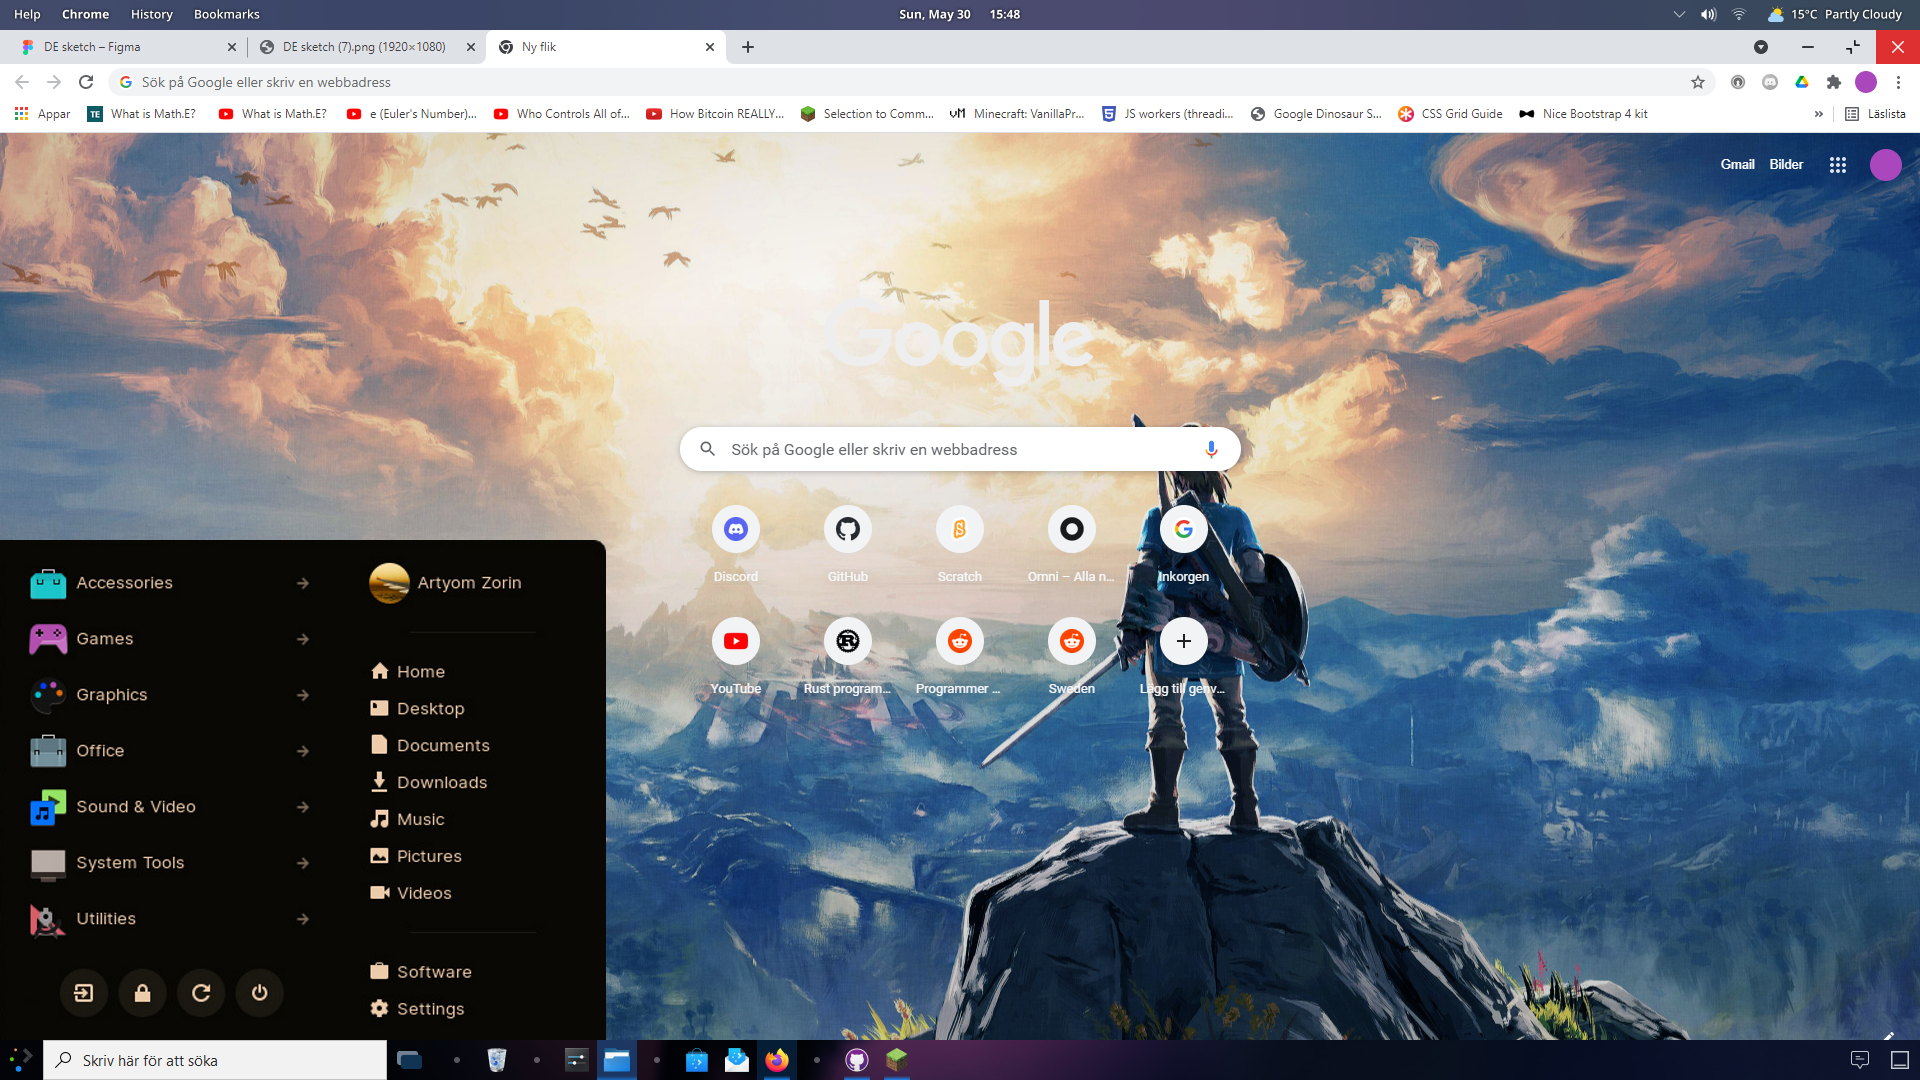 Help Chrome History Bookmarks Sun, May 30 15:48 15°C Partly Cloudy
DE sketch – Figma DE sketch (7).png (1920×1080) Ny flik
Sök på Google eller skriv en webbadress
Appar TE What is Math.E? What is Math.E? e (Euler's Number)... Who Controls All of... How Bitcoin REALLY... Selection to Comm... vM Minecraft: VanillaPr... JS workers (threadi... Google Dinosaur S... CSS Grid Guide Nice Bootstrap 4 kit » Läslista
Gmail Bilder
Google
Sök på Google eller skriv en webbadress
Discord GitHub Scratch Omni – Alla n... Inkorgen
YouTube Rust program... Programmer ... Sweden Lägg till genv...
Accessories
Games
Graphics
Office
Sound & Video
System Tools
Utilities
Artyom Zorin
Home
Desktop
Documents
Downloads
Music
Pictures
Videos
Software
Settings
Skriv här för att söka